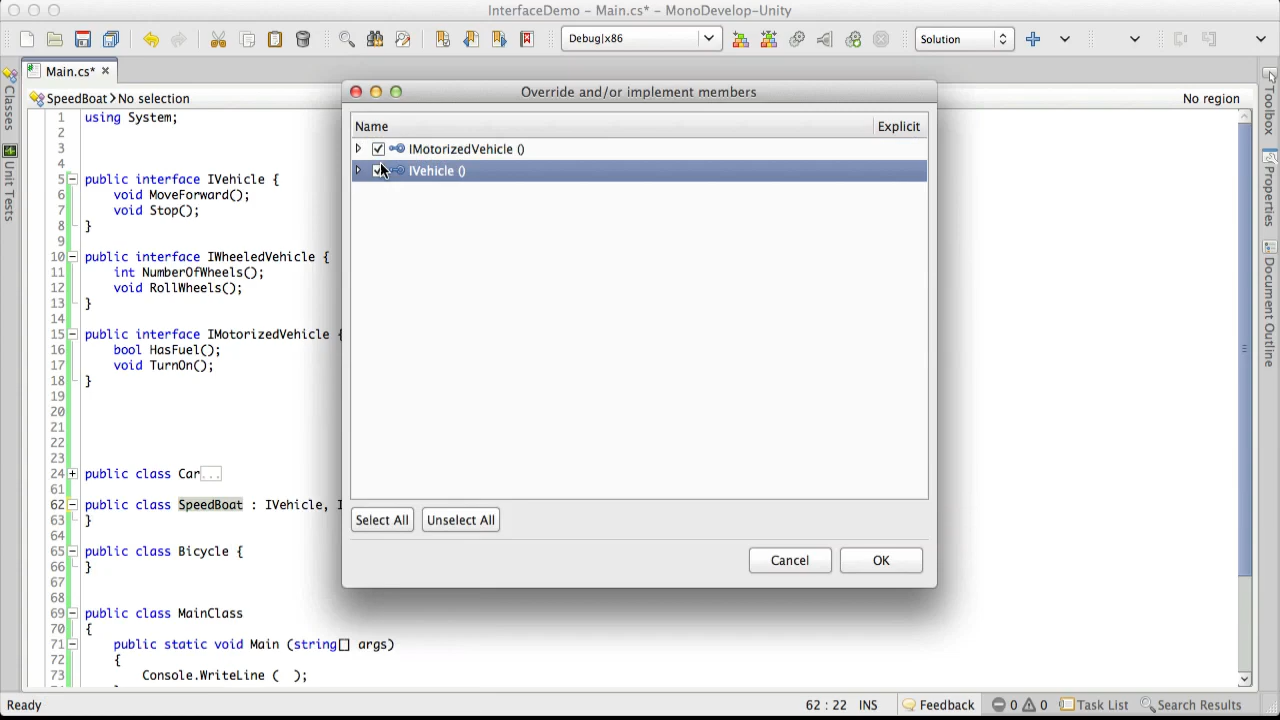 InterfaceDemo – Main.cs* – MonoDevelop-Unity
Debug|x86
Solution
Main.cs*
SpeedBoat
No selection
No region
Classes
Unit Tests
Toolbox
Properties
Document Outline
1 using System;
2
3
4
5 public interface IVehicle {
6 void MoveForward();
7 void Stop();
8 }
9
10 public interface IWheeledVehicle {
11 int NumberOfWheels();
12 void RollWheels();
13 }
14
15 public interface IMotorizedVehicle {
16 bool HasFuel();
17 void TurnOn();
18 }
19
20
21
22
23
24 public class Car...
61
62 public class SpeedBoat : IVehicle, I
63 }
64
65 public class Bicycle {
66 }
67
68
69 public class MainClass
70 {
71 public static void Main (string[] args)
72 {
73 Console.WriteLine ( );
Override and/or implement members
Name Explicit
IMotorizedVehicle ()
IVehicle ()
Select All Unselect All
Cancel OK
Ready
62 : 22 INS
Feedback
0 0
Task List
Search Results